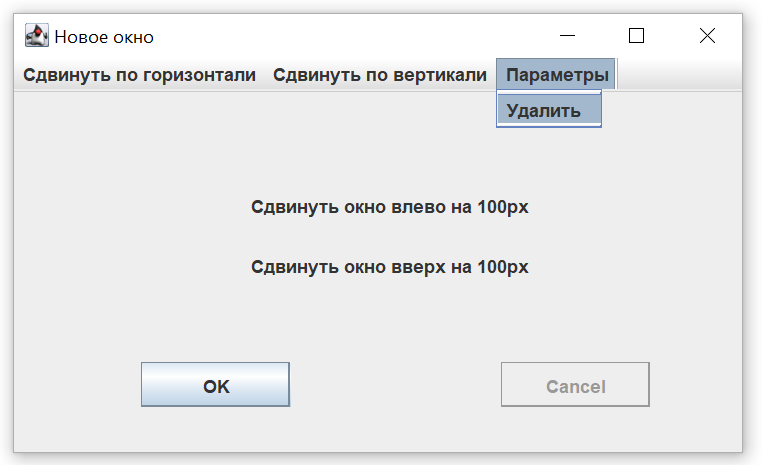 Новое окно
Сдвинуть по горизонтали Сдвинуть по вертикали Параметры
Удалить
Сдвинуть окно влево на 100px
Сдвинуть окно вверх на 100px
OK Cancel